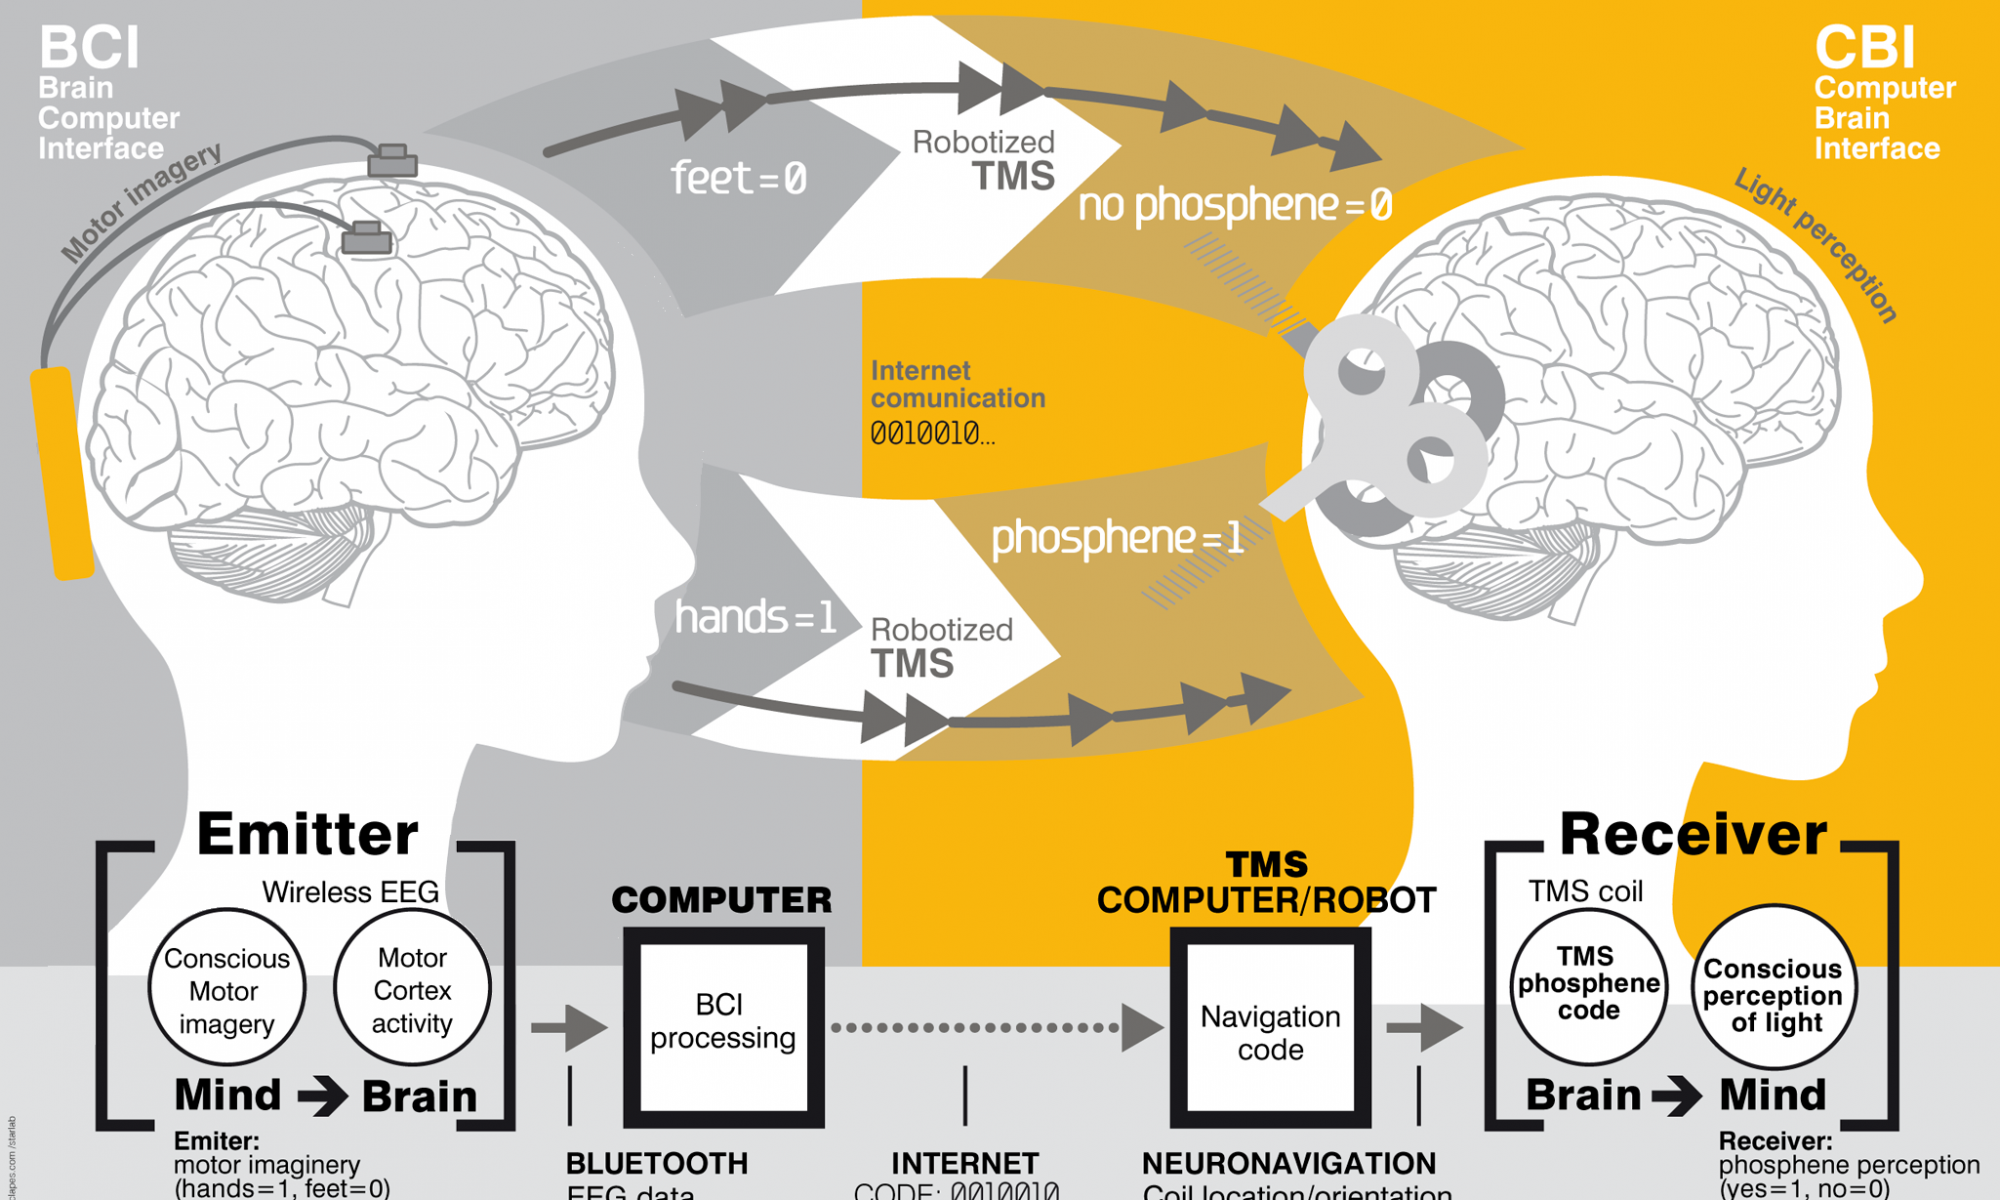 BCI
Brain
Computer
Interface
Motor imagery
CBI
Computer
Brain
Interface
Light perception
feet=0
Robotized
TMS
no phosphene=0
Internet
comunication
0010010...
phosphene=1
hands=1
Robotized
TMS
Emitter
Wireless EEG
Conscious
Motor
imagery
Motor
Cortex
activity
Mind
Brain
Emiter:
motor imaginery
(hands=1, feet=0)
COMPUTER
BCI
processing
BLUETOOTH
EEG data
INTERNET
CODE: 0010010
TMS
COMPUTER/ROBOT
Navigation
code
NEURONAVIGATION
Coil location/orientation
Receiver
TMS coil
TMS
phosphene
code
Conscious
perception
of light
Brain
Mind
Receiver:
phosphene perception
(yes=1, no=0)